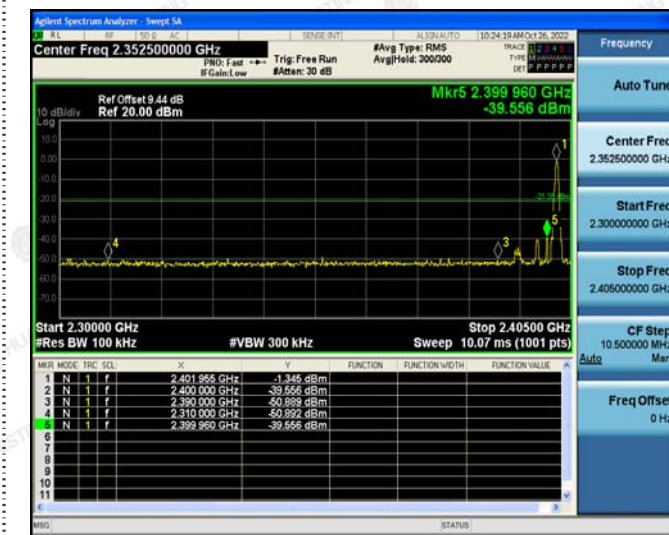 Agilent Spectrum Analyzer - Swept SA
RL RF 50 Ω AC SENSE:INT ALIGNAUTO 10:24:19 AM Oct 26, 2022
Center Freq 2.352500000 GHz
PNO: Fast
IFGain:Low
Trig: Free Run
#Atten: 30 dB
#Avg Type: RMS
Avg|Hold: 300/300
TRACE 1 2 3 4 5 6
TYPE
DET P P P P P P
Ref Offset 9.44 dB
Ref 20.00 dBm
10 dB/div
Log
Mkr5 2.399 960 GHz
-39.556 dBm
10.0
0.00
-10.0
-20.0
-30.0
-40.0
-50.0
-60.0
-70.0
1
5
3
4
Start 2.30000 GHz
Stop 2.40500 GHz
#Res BW 100 kHz
#VBW 300 kHz
Sweep 10.07 ms (1001 pts)
MKR MODE TRC SCL X Y FUNCTION FUNCTION WIDTH FUNCTION VALUE
1 N 1 f 2.401 955 GHz -1.345 dBm
2 N 1 f 2.400 000 GHz -39.556 dBm
3 N 1 f 2.390 000 GHz -50.889 dBm
4 N 1 f 2.310 000 GHz -50.892 dBm
5 N 1 f 2.399 960 GHz -39.556 dBm
6
7
8
9
10
11
MSG
STATUS
Frequency
Auto Tune
Center Freq
2.352500000 GHz
Start Freq
2.300000000 GHz
Stop Freq
2.405000000 GHz
CF Step
10.500000 MHz
Auto Man
Freq Offset
0 Hz